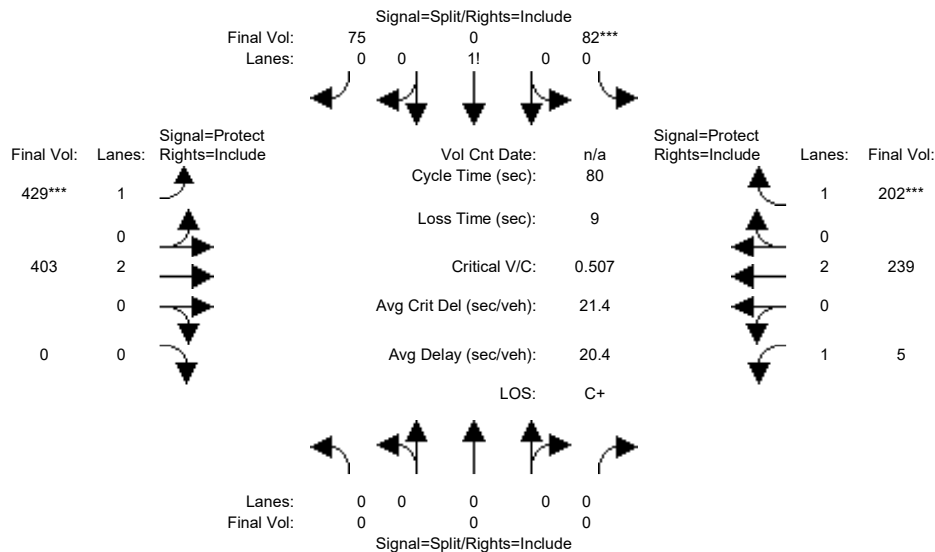 Signal=Split/Rights=Include
Final Vol: 75 0 82***
Lanes: 0 0 1! 0 0
Signal=Protect Signal=Protect
Final Vol: Lanes: Rights=Include Vol Cnt Date: n/a Rights=Include Lanes: Final Vol:
Cycle Time (sec): 80
429*** 1 1 202***
Loss Time (sec): 9
0 0
403 2 Critical V/C: 0.507 2 239
0 Avg Crit Del (sec/veh): 21.4 0
0 0 Avg Delay (sec/veh): 20.4 1 5
LOS: C+
Lanes: 0 0 0 0 0
Final Vol: 0 0 0
Signal=Split/Rights=Include